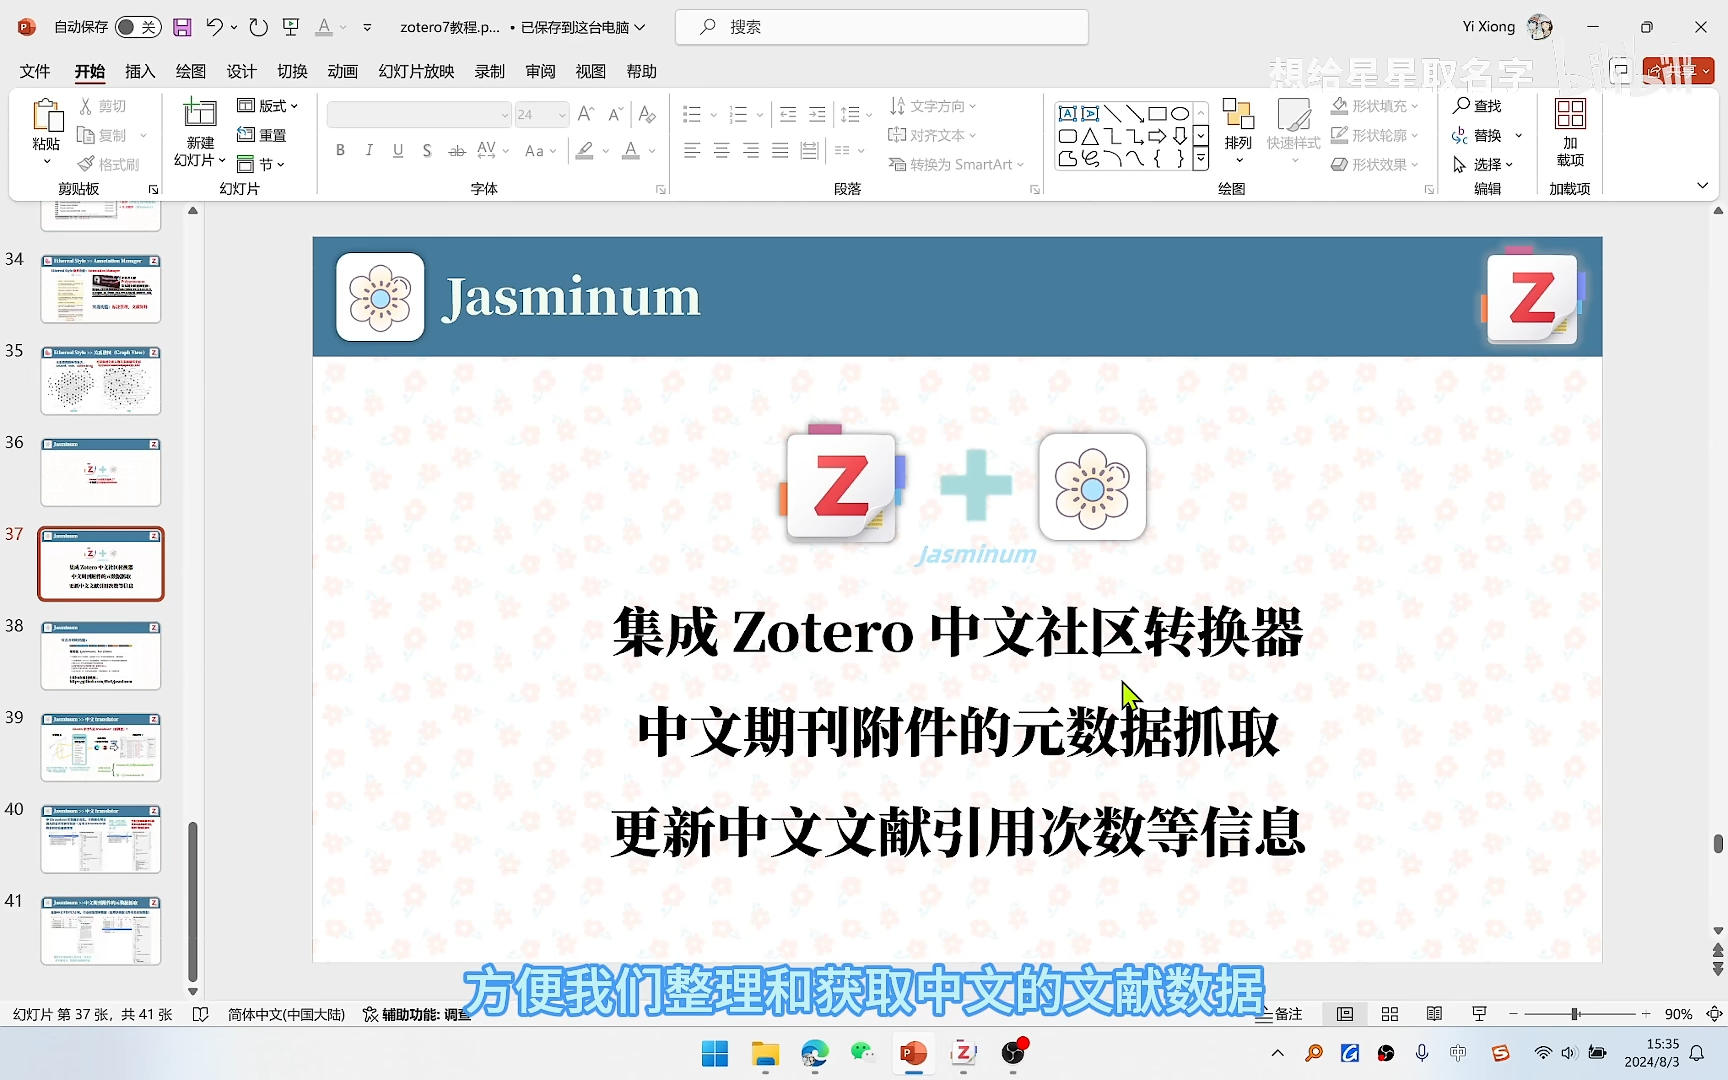 自动保存 关
zotero7教程.p... • 已保存到这台电脑
搜索
Yi Xiong
文件 开始 插入 绘图 设计 切换 动画 幻灯片放映 录制 审阅 视图 帮助
想给星星取名字
粘贴
剪切
复制
格式刷
剪贴板
新建
幻灯片
版式
重置
节
幻灯片
24
B I U S ab AV Aa A
字体
文字方向
对齐文本
转换为 SmartArt
段落
排列
快速样式
形状填充
形状轮廓
形状效果
绘图
查找
替换
选择
编辑
加
载项
加载项
34
35
36
37
38
39
40
41
Jasminum
Z
Z
Jasminum
集成 Zotero 中文社区转换器
中文期刊附件的元数据抓取
更新中文文献引用次数等信息
方便我们整理和获取中文的文献数据
幻灯片 第 37 张，共 41 张 简体中文(中国大陆) 辅助功能: 调查
备注
90%
中
15:35
2024/8/3